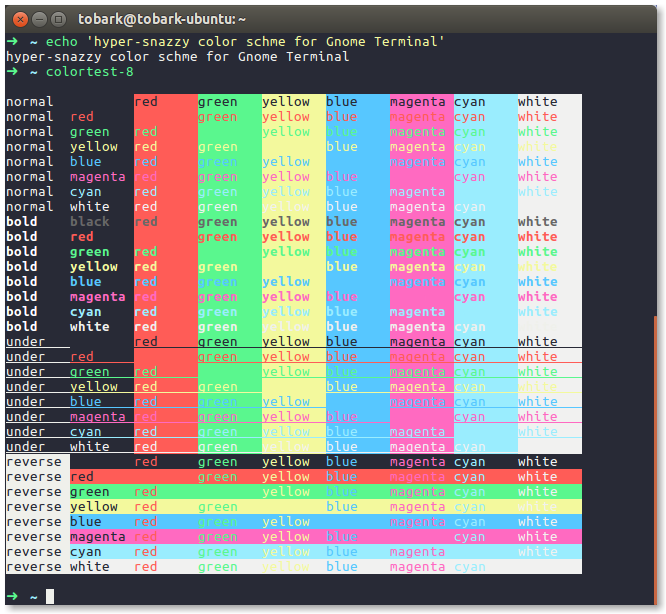 tobark@tobark-ubuntu: ~
➜ ~ echo 'hyper-snazzy color schme for Gnome Terminal'
hyper-snazzy color schme for Gnome Terminal
➜ ~ colortest-8
normal red green yellow blue magenta cyan white
normal red green yellow blue magenta cyan white
normal green red yellow blue magenta cyan white
normal yellow red green blue magenta cyan white
normal blue red green yellow magenta cyan white
normal magenta red green yellow blue cyan white
normal cyan red green yellow blue magenta white
normal white red green yellow blue magenta cyan
bold black red green yellow blue magenta cyan white
bold red green yellow blue magenta cyan white
bold green red yellow blue magenta cyan white
bold yellow red green blue magenta cyan white
bold blue red green yellow magenta cyan white
bold magenta red green yellow blue cyan white
bold cyan red green yellow blue magenta white
bold white red green yellow blue magenta cyan
under red green yellow blue magenta cyan white
under red green yellow blue magenta cyan white
under green red yellow blue magenta cyan white
under yellow red green blue magenta cyan white
under blue red green yellow magenta cyan white
under magenta red green yellow blue cyan white
under cyan red green yellow blue magenta white
under white red green yellow blue magenta cyan
reverse red green yellow blue magenta cyan white
reverse red green yellow blue magenta cyan white
reverse green red yellow blue magenta cyan white
reverse yellow red green blue magenta cyan white
reverse blue red green yellow magenta cyan white
reverse magenta red green yellow blue cyan white
reverse cyan red green yellow blue magenta white
reverse white red green yellow blue magenta cyan
➜ ~